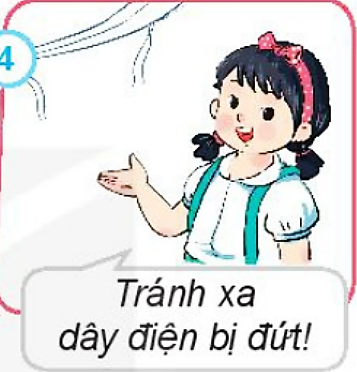 4
Tránh xa
dây điện bị đứt!